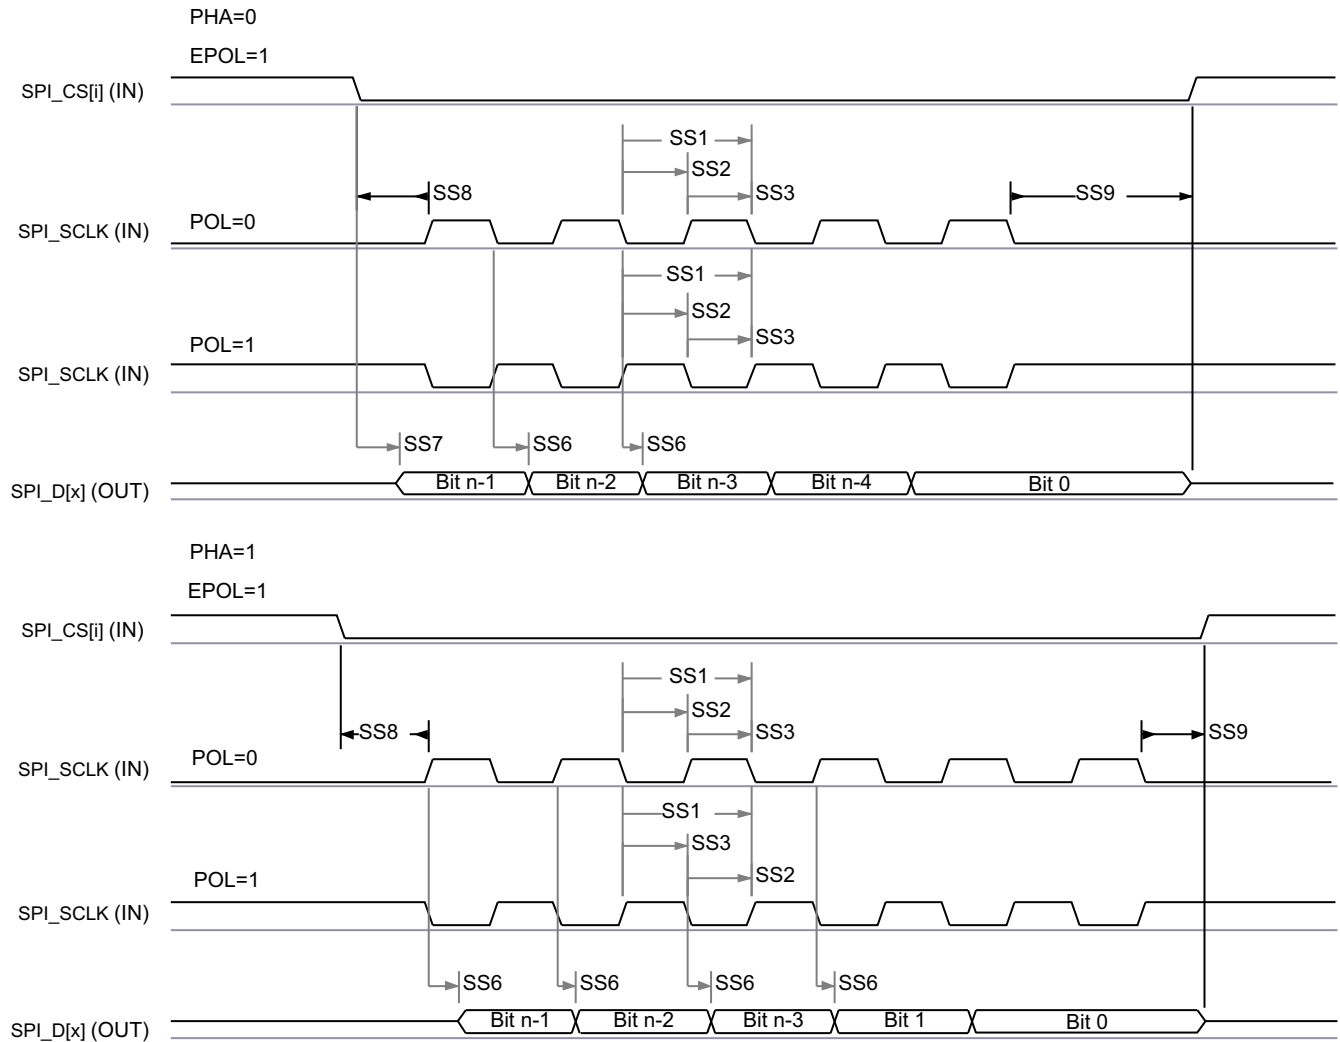 PHA=0
EPOL=1
SPI_CS[i] (IN)
SS1
SS2
SS8 SS3 SS9
POL=0
SPI_SCLK (IN)
SS1
SS2
SS3
POL=1
SPI_SCLK (IN)
SS7 SS6 SS6
SPI_D[x] (OUT) Bit n-1 Bit n-2 Bit n-3 Bit n-4 Bit 0
PHA=1
EPOL=1
SPI_CS[i] (IN)
SS1
SS2
SS8 SS3 SS9
POL=0
SPI_SCLK (IN)
SS1
SS3
SS2
POL=1
SPI_SCLK (IN)
SS6 SS6 SS6 SS6
SPI_D[x] (OUT) Bit n-1 Bit n-2 Bit n-3 Bit 1 Bit 0